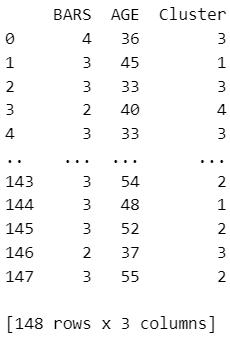 BARS AGE Cluster
0 4 36 3
1 3 45 1
2 3 33 3
3 2 40 4
4 3 33 3
.. ... ... ...
143 3 54 2
144 3 48 1
145 3 52 2
146 2 37 3
147 3 55 2
[148 rows x 3 columns]